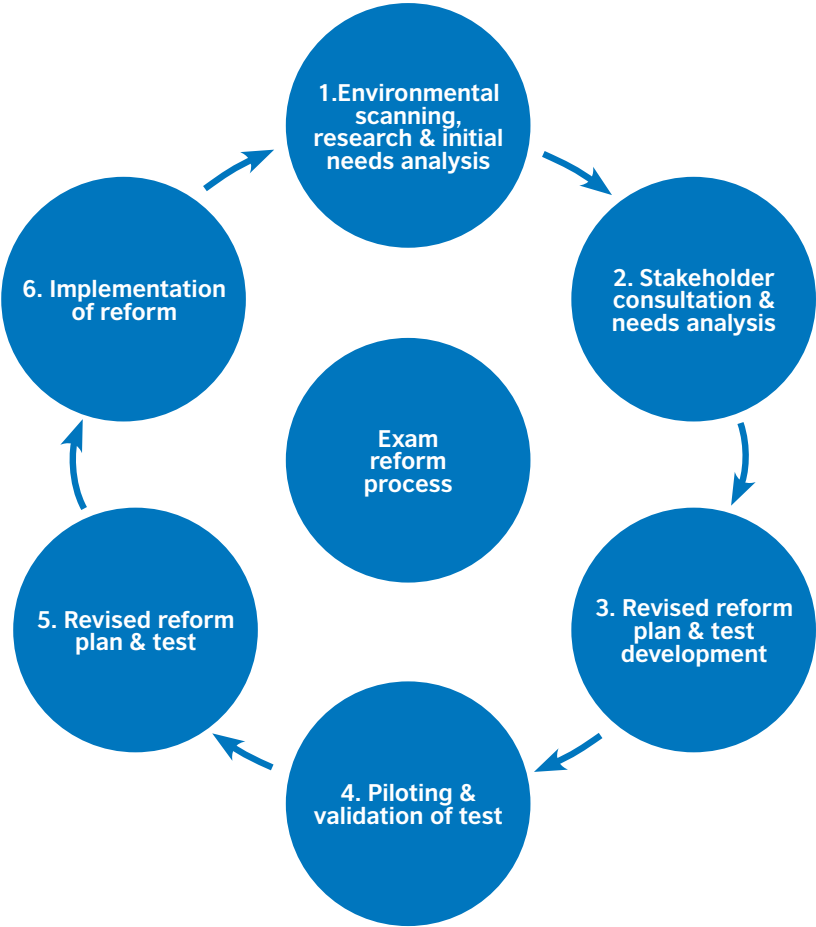 1.Environmental
scanning,
research & initial
needs analysis
2. Stakeholder
consultation &
needs analysis
3. Revised reform
plan & test
development
4. Piloting &
validation of test
5. Revised reform
plan & test
6. Implementation
of reform
Exam
reform
process